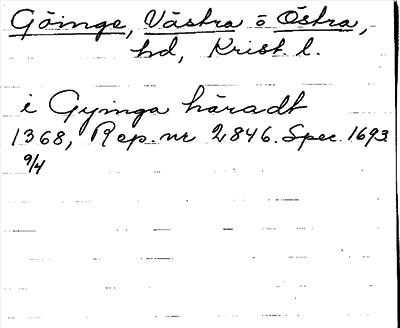 Göinge, Västra o Östra,
hd, Krist. l.
i Gyinga häradt
1368, Rep. nr 2846. Spec. 1693
9/4